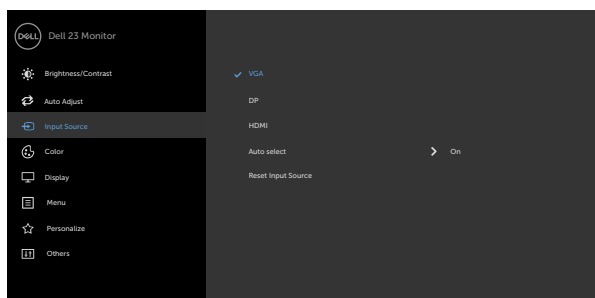 DELL Dell 23 Monitor
Brightness/Contrast
VGA
Auto Adjust
DP
Input Source
HDMI
Color
Auto select On
Display
Reset Input Source
Menu
Personalize
Others